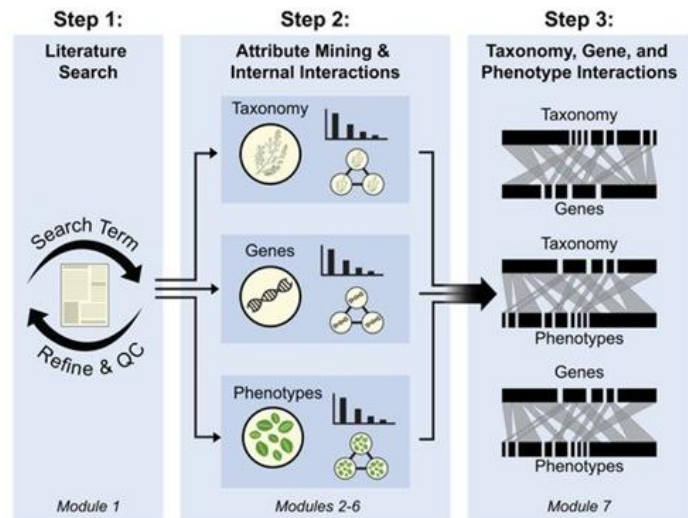 Step 1:
Literature
Search
Search Term
Refine & QC
Module 1
Step 2:
Attribute Mining &
Internal Interactions
Taxonomy
Genes
Phenotypes
Modules 2-6
Step 3:
Taxonomy, Gene, and
Phenotype Interactions
Taxonomy
Genes
Taxonomy
Phenotypes
Genes
Phenotypes
Module 7